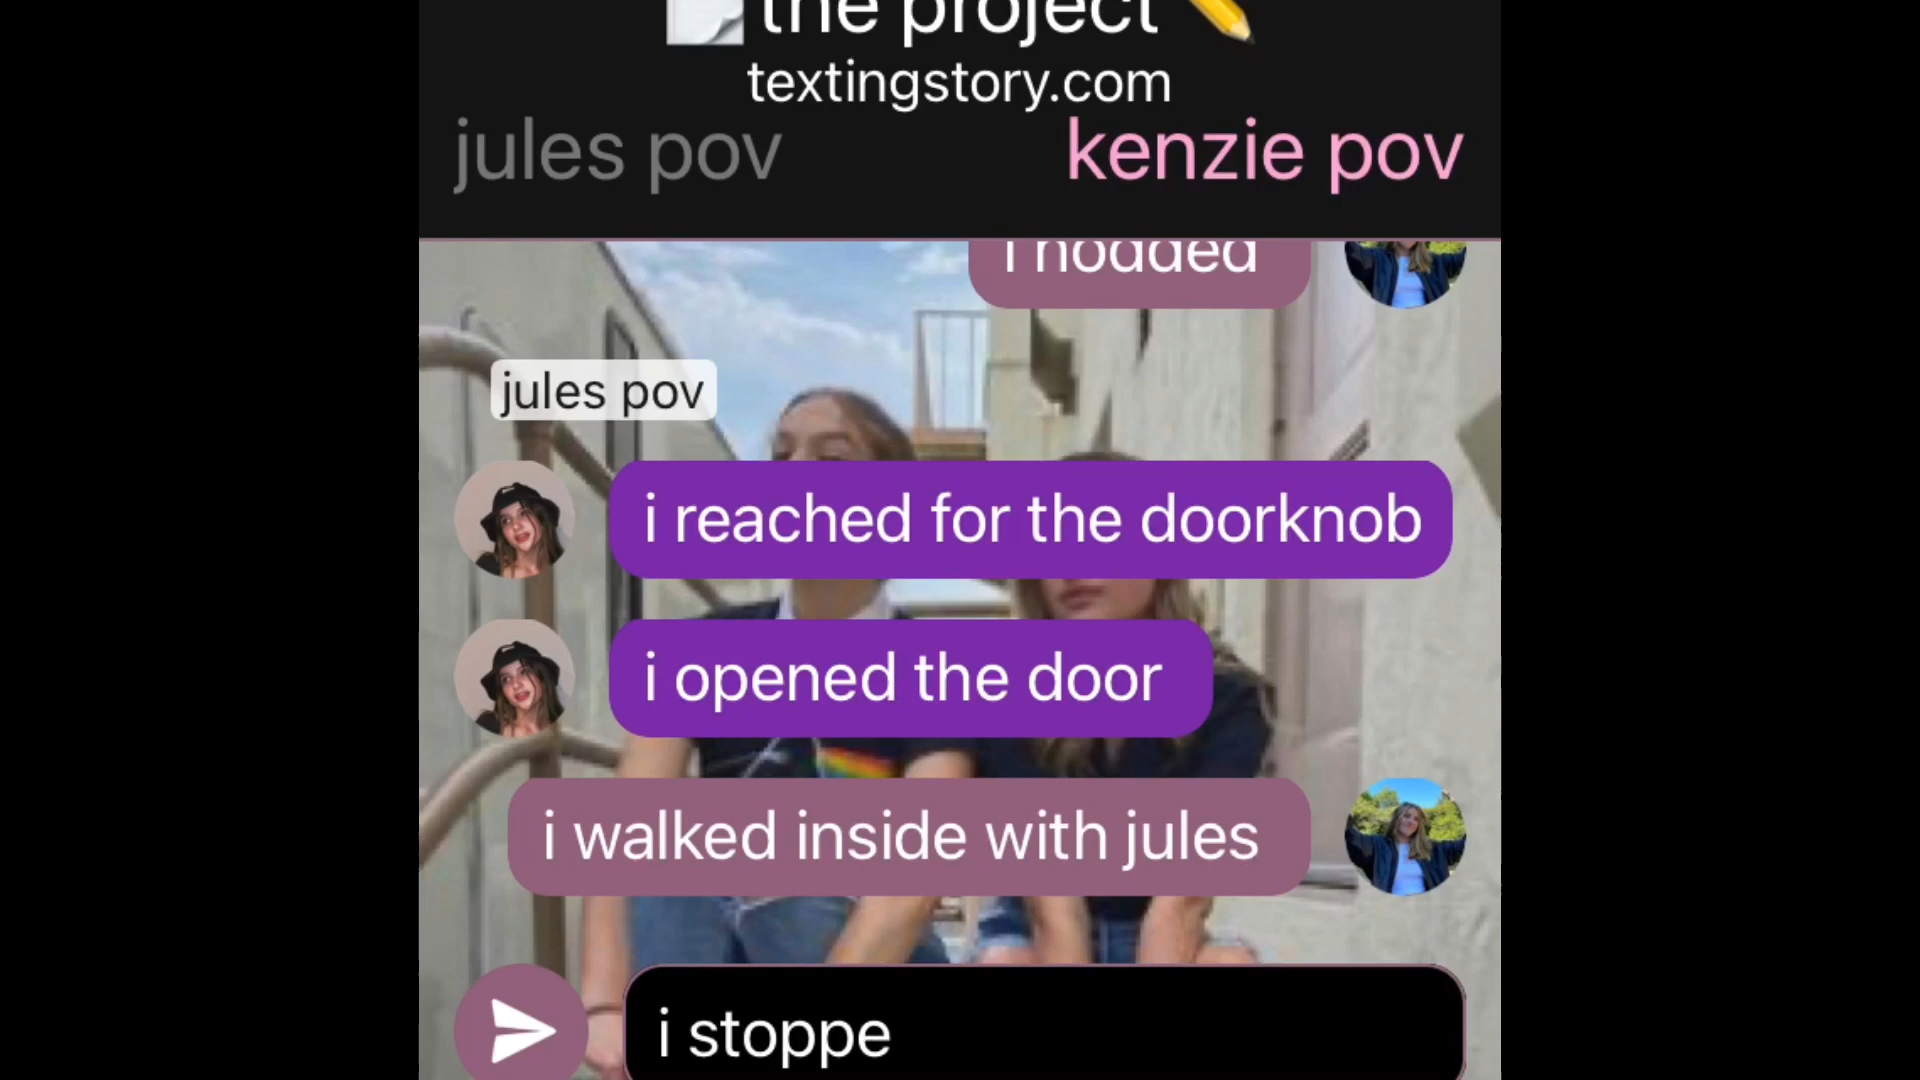 the project
textingstory.com
jules pov
kenzie pov
i nodded
jules pov
i reached for the doorknob
i opened the door
i walked inside with jules
i stoppe